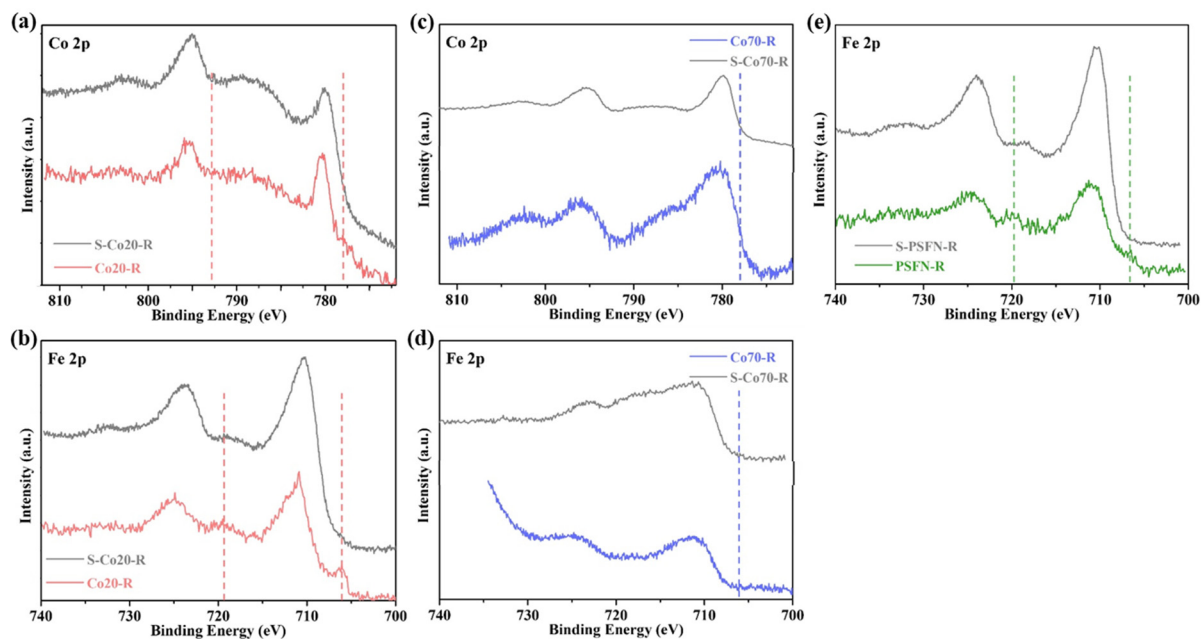 (a)
Co 2p
Intensity (a.u.)
S-Co20-R
Co20-R
810 800 790 780
Binding Energy (eV)
(c)
Co 2p
Co70-R
S-Co70-R
Intensity (a.u.)
810 800 790 780
Binding Energy (eV)
(e)
Fe 2p
Intensity (a.u.)
S-PSFN-R
PSFN-R
740 730 720 710 700
Binding Energy (eV)
(b)
Fe 2p
Intensity (a.u.)
S-Co20-R
Co20-R
740 730 720 710 700
Binding Energy (eV)
(d)
Fe 2p
Co70-R
S-Co70-R
Intensity (a.u.)
740 730 720 710 700
Binding Energy (eV)